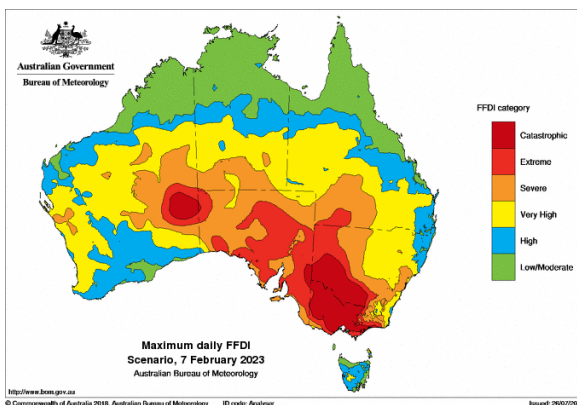 Australian Government
Bureau of Meteorology
FFDI category
Catastrophic
Extreme
Severe
Very High
High
Low/Moderate
Maximum daily FFDI
Scenario, 7 February 2023
Australian Bureau of Meteorology
http://www.bom.gov.au
© Commonwealth of Australia 2018, Australian Bureau of Meteorology